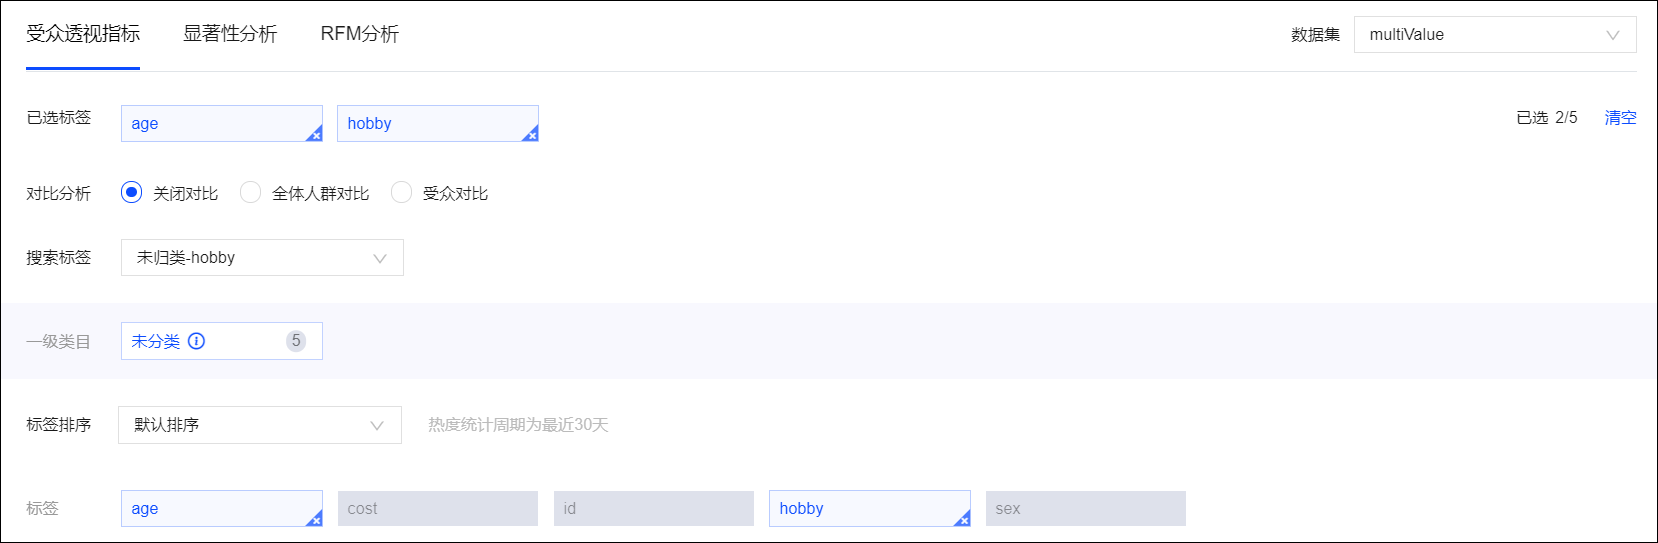 受众透视指标 显著性分析 RFM分析 数据集 multiValue
已选标签 age hobby 已选 2/5 清空
对比分析 关闭对比 全体人群对比 受众对比
搜索标签 未归类-hobby
一级类目 未分类 5
标签排序 默认排序 热度统计周期为最近30天
标签 age cost id hobby sex